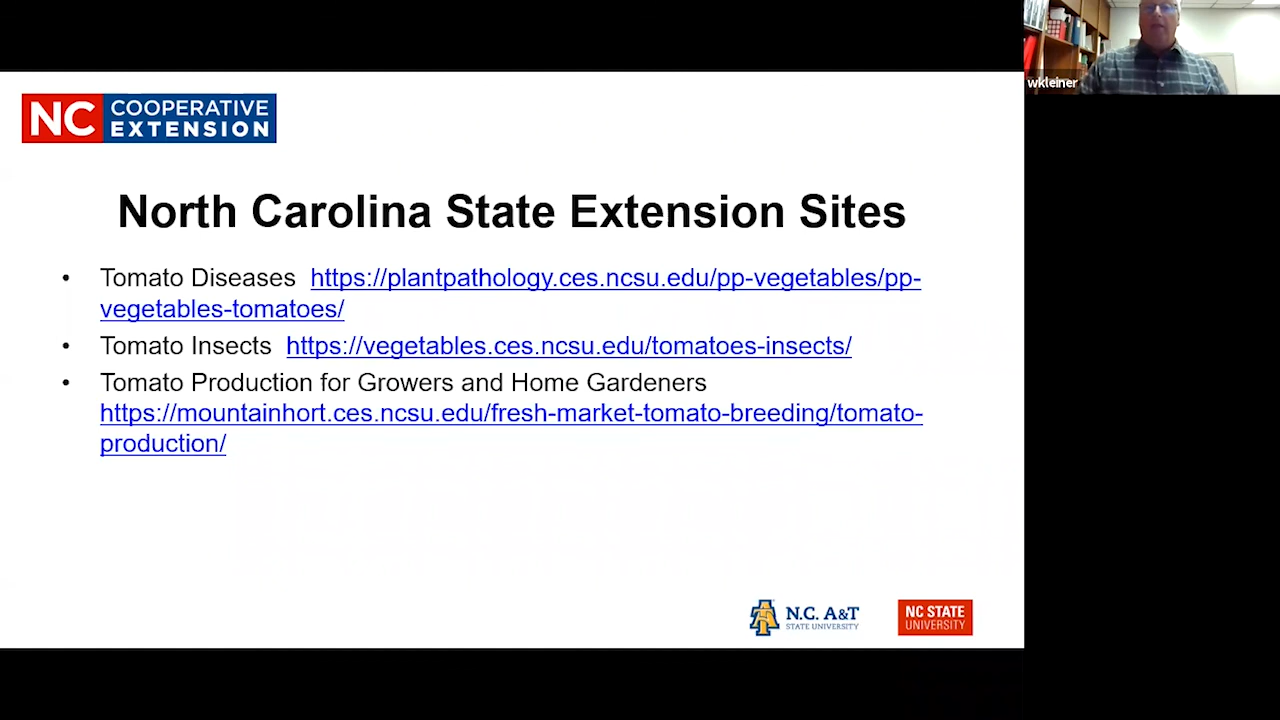 wkleiner
NC COOPERATIVE
EXTENSION
North Carolina State Extension Sites
• Tomato Diseases https://plantpathology.ces.ncsu.edu/pp-vegetables/pp-
vegetables-tomatoes/
• Tomato Insects https://vegetables.ces.ncsu.edu/tomatoes-insects/
• Tomato Production for Growers and Home Gardeners
https://mountainhort.ces.ncsu.edu/fresh-market-tomato-breeding/tomato-
production/
N.C. A&T
STATE UNIVERSITY
NC STATE
UNIVERSITY